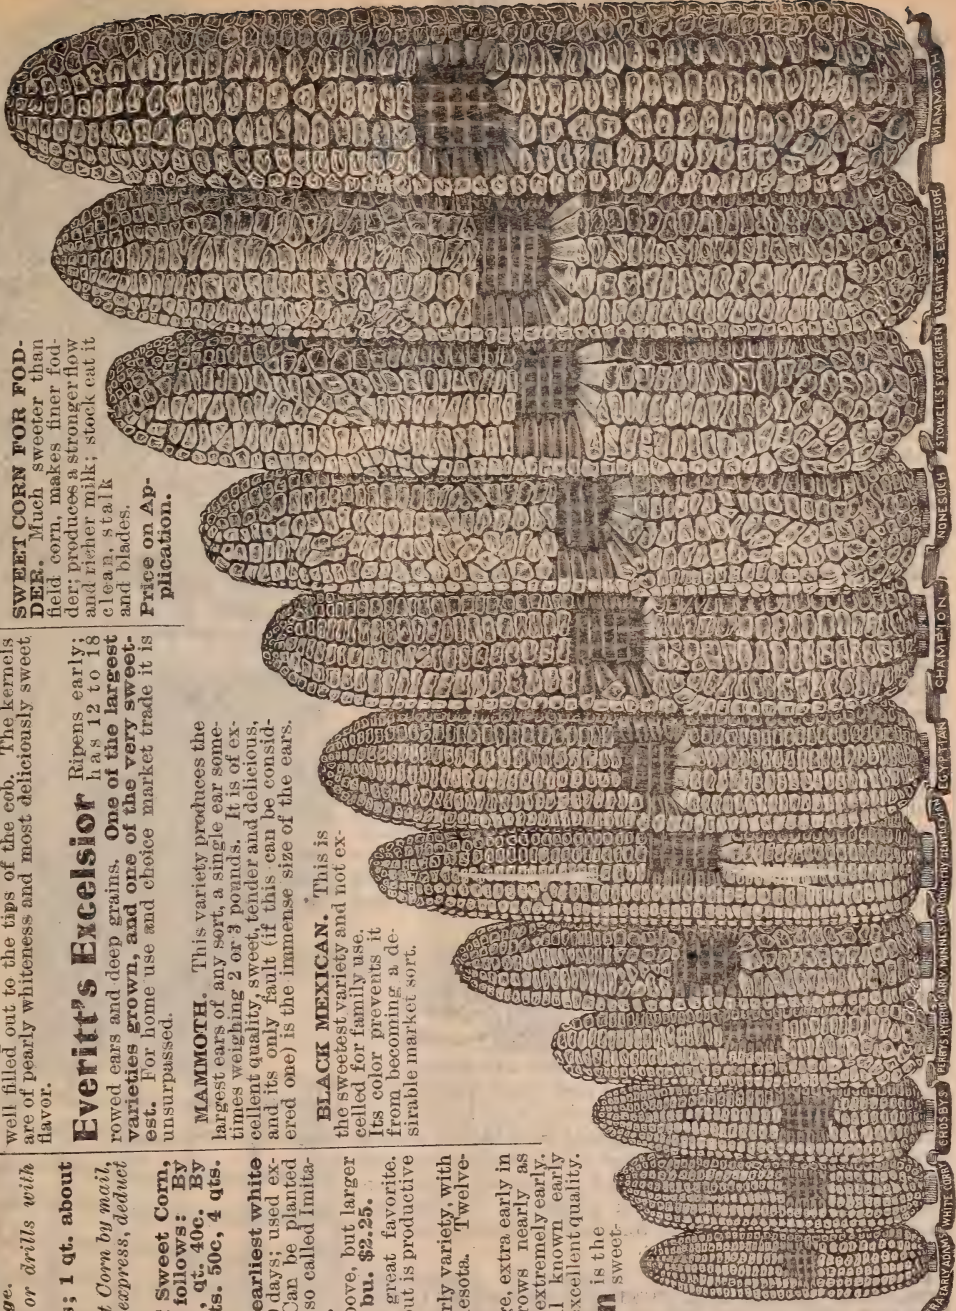 or drills with
1 qt. about
Corn by mail,
express, deduct
Sweet Corn,
follows: By
qt. 40c. By
50c, 4 qts.
earliest white
days; used ex-
Can be planted
so called Imita-
but larger
bu. $2.25.
great favorite.
is productive
variety, with
Twelve-
extra early in
nearly as
extremely early.
known early
excellent quality.
is the
sweet-
well filled out to the tips of the cob. The kernels
are of pearly whiteness and most deliciously sweet
flavor.
Everitt's Excelsior Ripens early;
has 12 to 18
rowed ears and deep grains. One of the largest
varieties grown, and one of the very sweet-
est. For home use and choice market trade it is
unsurpassed.
MAMMOTH. This variety produces the
largest ears of any sort, a single ear some-
times weighing 2 or 3 pounds. It is of ex-
cellent quality, sweet, tender and delicious,
and its only fault (if this can be consid-
ered one) is the immense size of the ears.
BLACK MEXICAN. This is
the sweetest variety and not ex-
celled for family use.
Its color prevents it
from becoming a de-
sirable market sort.
SWEET CORN FOR FOD-
DER. Much sweeter than
field corn, makes finer fod-
der; produces a stronger flow
and richer milk; stock eat it
clean, stalk
and blades.
Price on Ap-
plication.
EARLY ADAMS
WHITE CORY
CROSBY'S
PERRYS HYBRID
EARLY MINNESOTA
COUNTRY GENTLEMAN
EGYPTIAN
CHAMPION
NONESUCH
STOWELL'S EVERGREEN
EVERITT'S EXSELSIOR
MAMMOTH